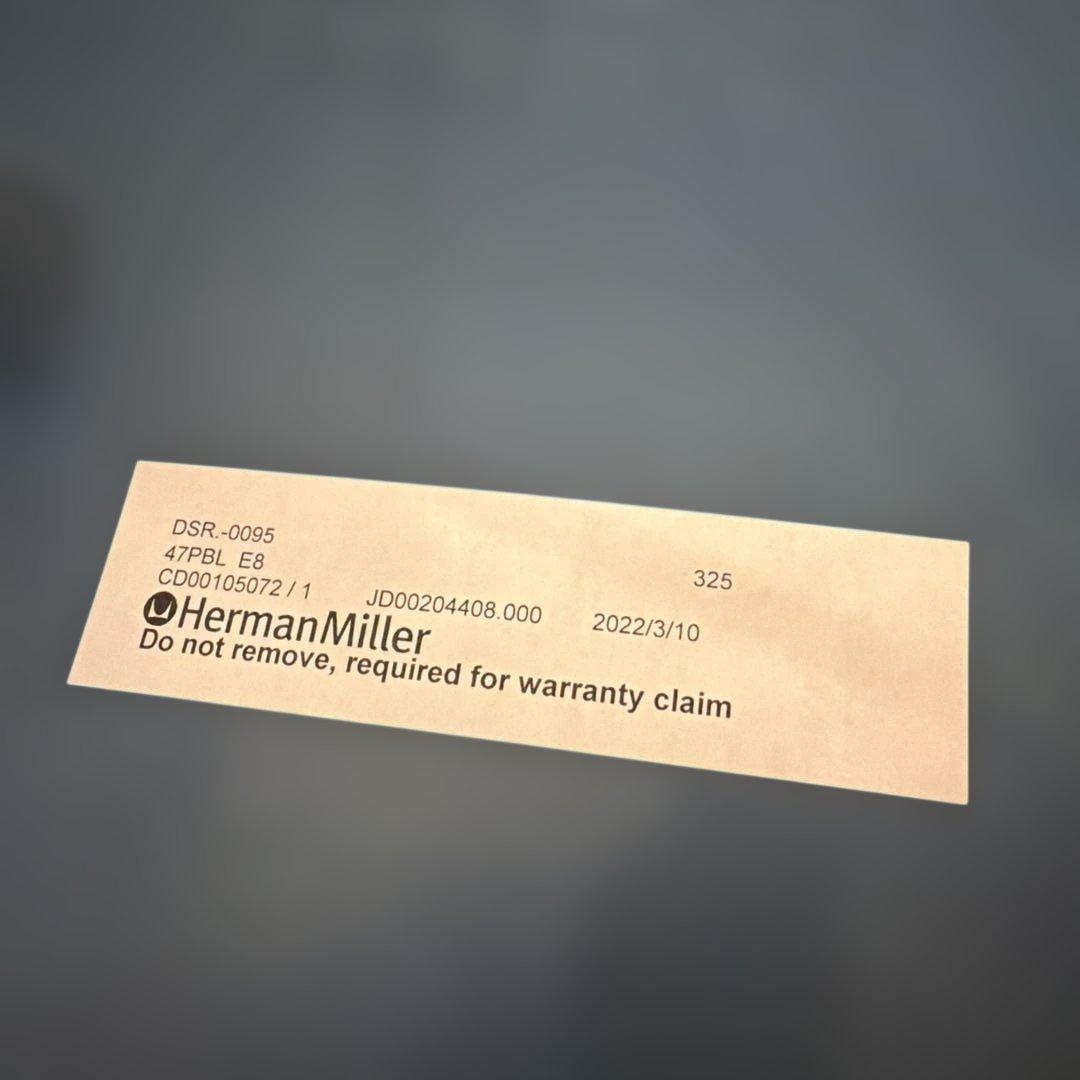 DSR.-0095
47PBL E8 325
CD00105072 / 1 JD00204408.000 2022/3/10
HermanMiller
Do not remove, required for warranty claim